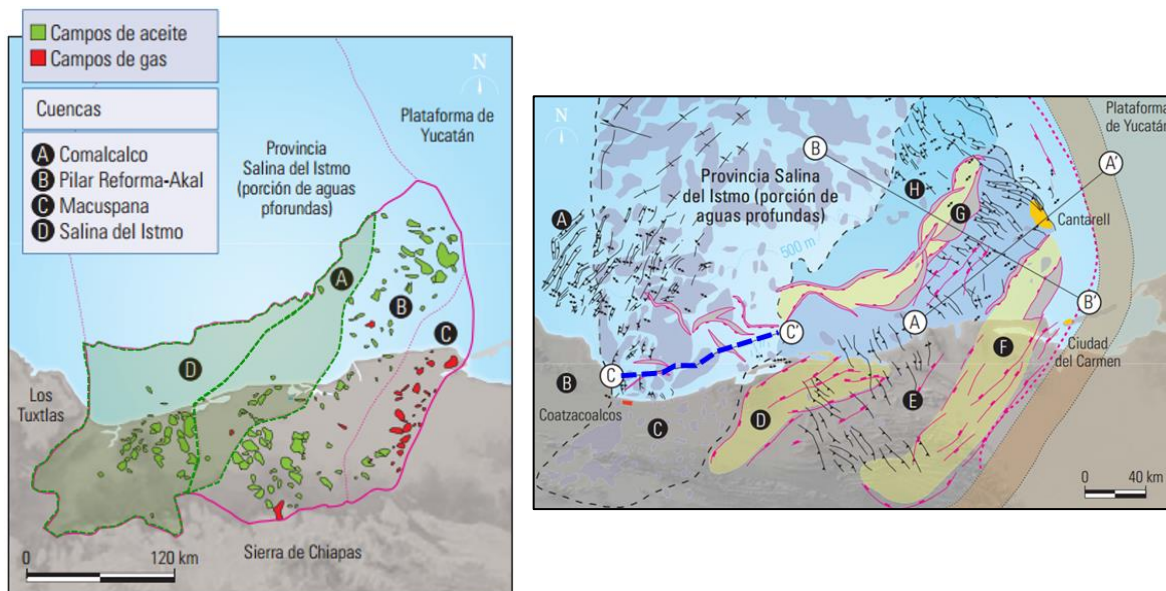 Campos de aceite
Campos de gas
Cuencas
A Comalcalco
B Pilar Reforma-Akal
C Macuspana
D Salina del Istmo
N
Plataforma de
Yucatán
Provincia
Salina del Istmo
(porción de aguas
pforundas)
A
B
C
D
Los
Tuxtlas
Sierra de Chiapas
0 120 km
N
Plataforma
de Yucatán
B
A'
Provincia Salina
del Istmo (porción de
aguas profundas)
H
G
A
Cantarell
500 m
B'
C'
A
Ciudad
del Carmen
F
C
B
Coatzacoalcos
C
D
E
0 40 km